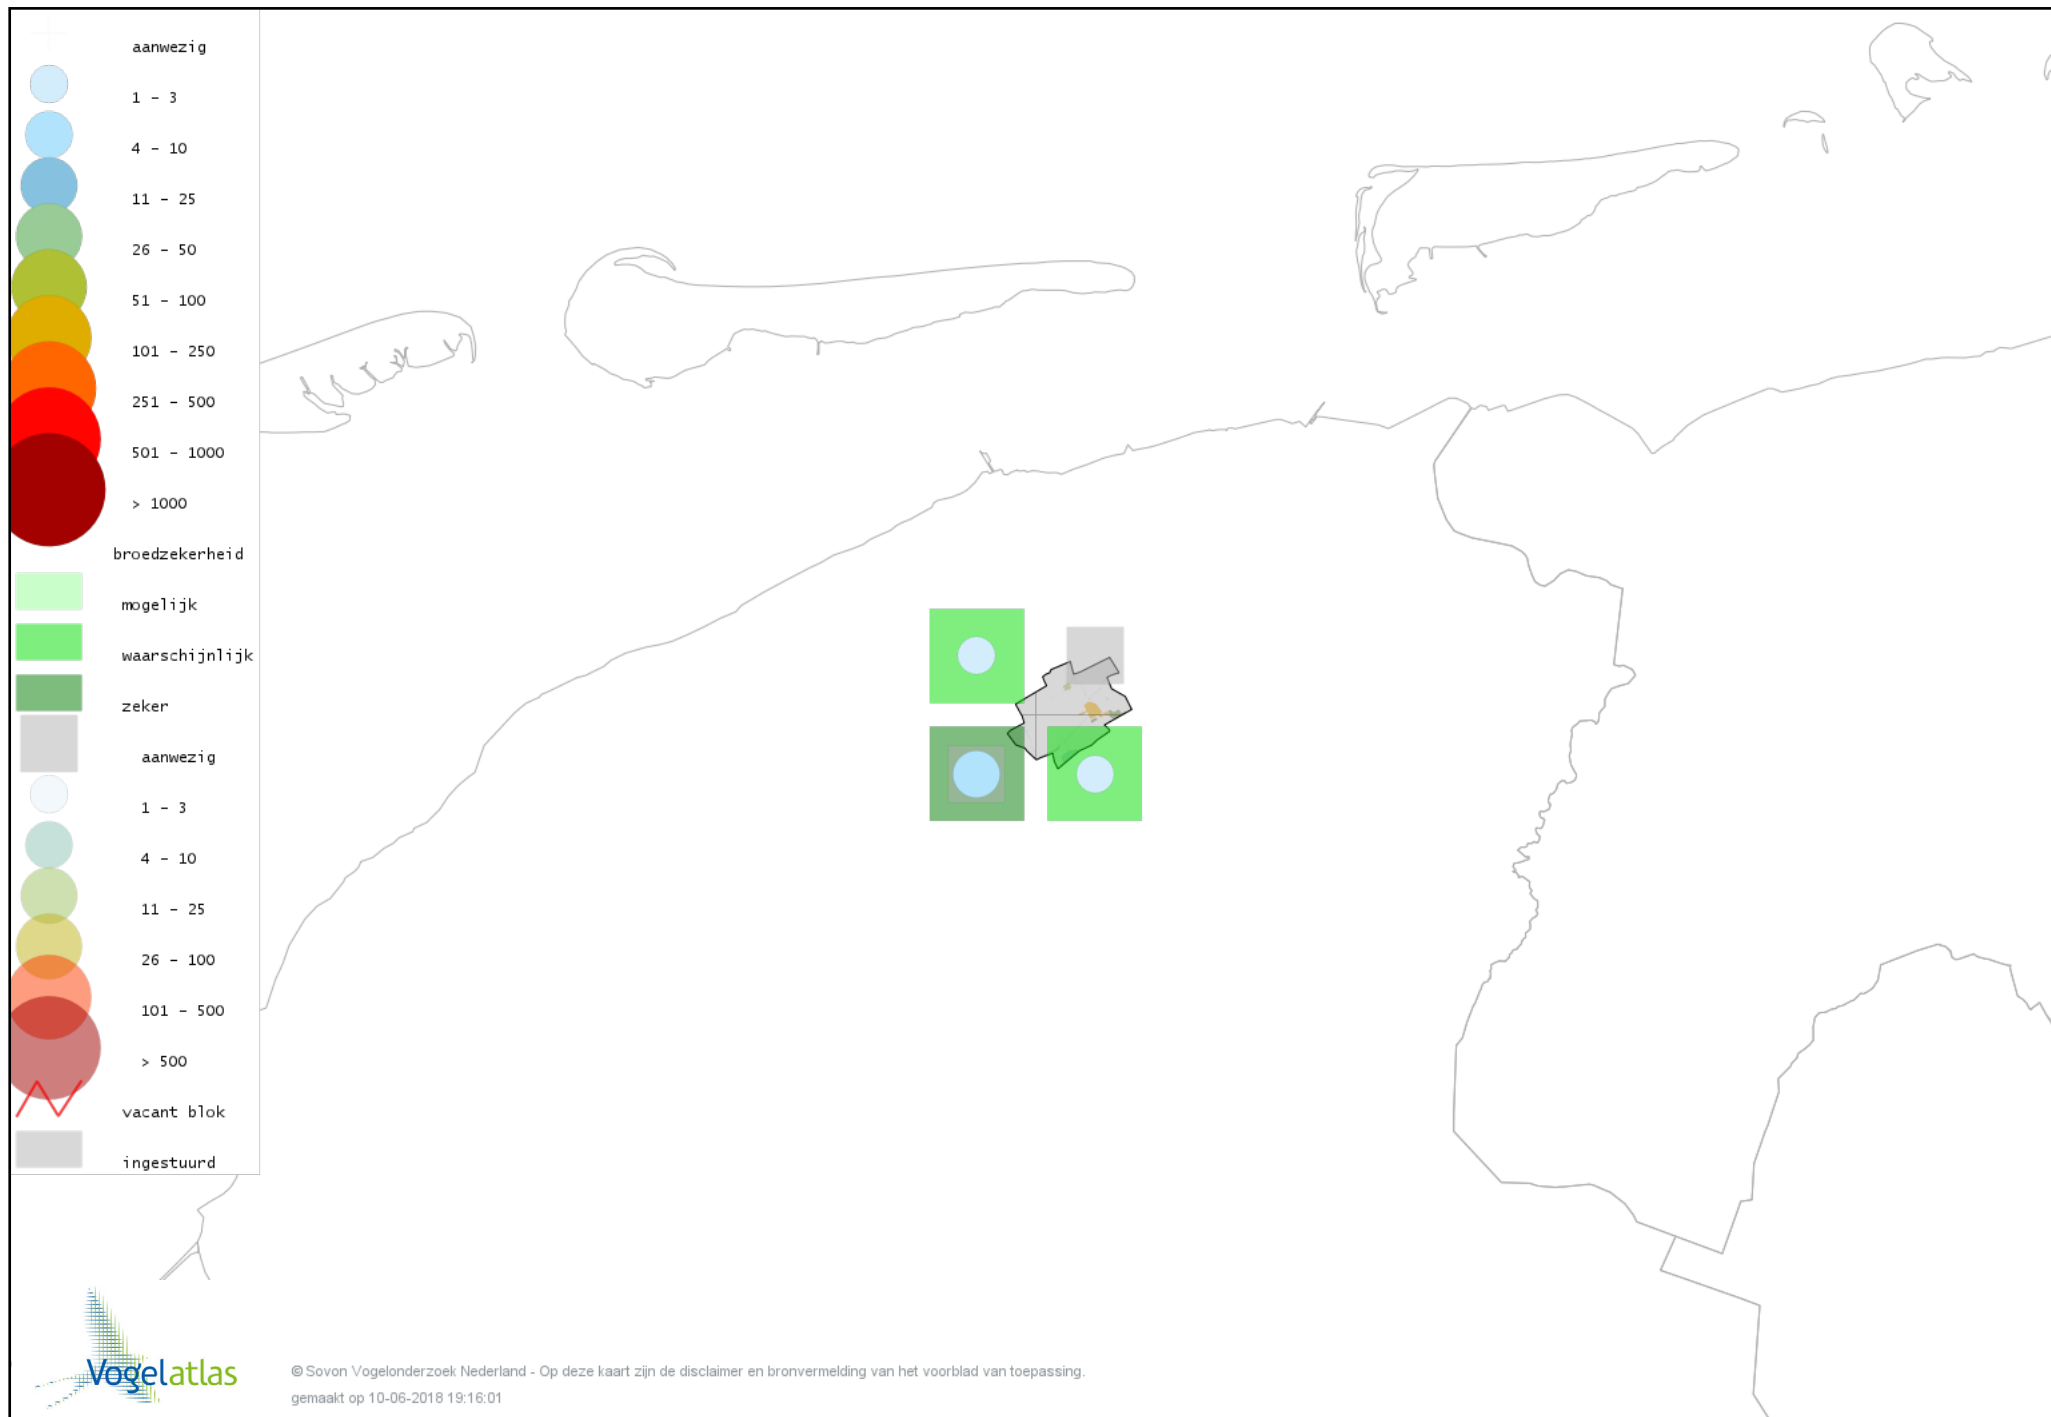 aanwezig
1 - 3
4 - 10
11 - 25
26 - 50
51 - 100
101 - 250
251 - 500
501 - 1000
> 1000
broedzekerheid
mogelijk
waarschijnlijk
zeker
aanwezig
1 - 3
4 - 10
11 - 25
26 - 100
101 - 500
> 500
vacant blok
ingestuurd
Vogelatlas
© Sovon Vogelonderzoek Nederland - Op deze kaart zijn de disclaimer en bronvermelding van het voorblad van toepassing.
gemaakt op 10-06-2018 19:16:01